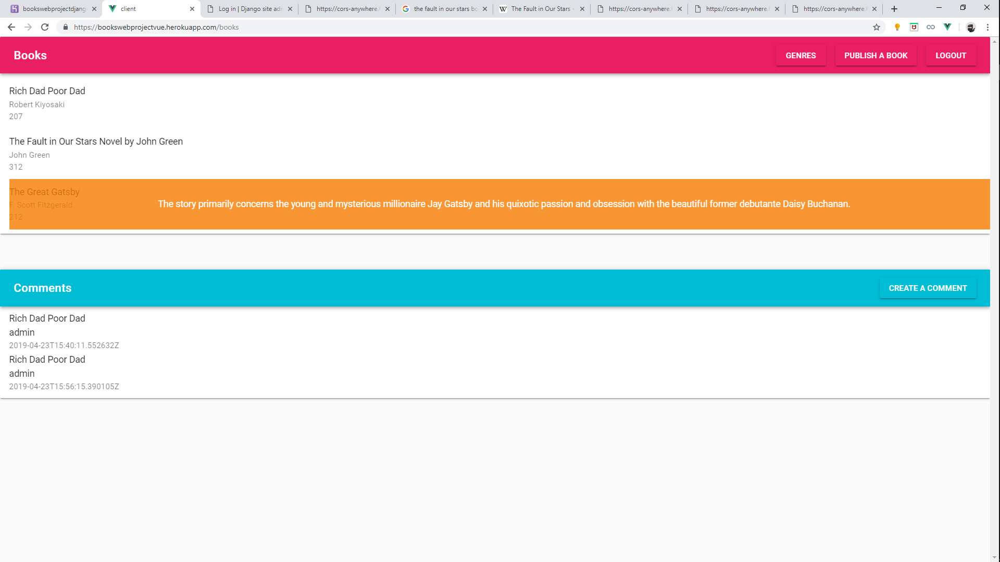 bookswebprojectdjang
client
Log in | Django site adm
https://cors-anywhere.h
the fault in our stars bo
The Fault in Our Stars -
https://cors-anywhere.h
https://cors-anywhere.h
https://cors-anywhere.h
https://bookswebprojectvue.herokuapp.com/books
Books
GENRES
PUBLISH A BOOK
LOGOUT
Rich Dad Poor Dad
Robert Kiyosaki
207
The Fault in Our Stars Novel by John Green
John Green
312
The Great Gatsby
F. Scott Fitzgerald
212
The story primarily concerns the young and mysterious millionaire Jay Gatsby and his quixotic passion and obsession with the beautiful former debutante Daisy Buchanan.
Comments
CREATE A COMMENT
Rich Dad Poor Dad
admin
2019-04-23T15:40:11.552632Z
Rich Dad Poor Dad
admin
2019-04-23T15:56:15.390105Z